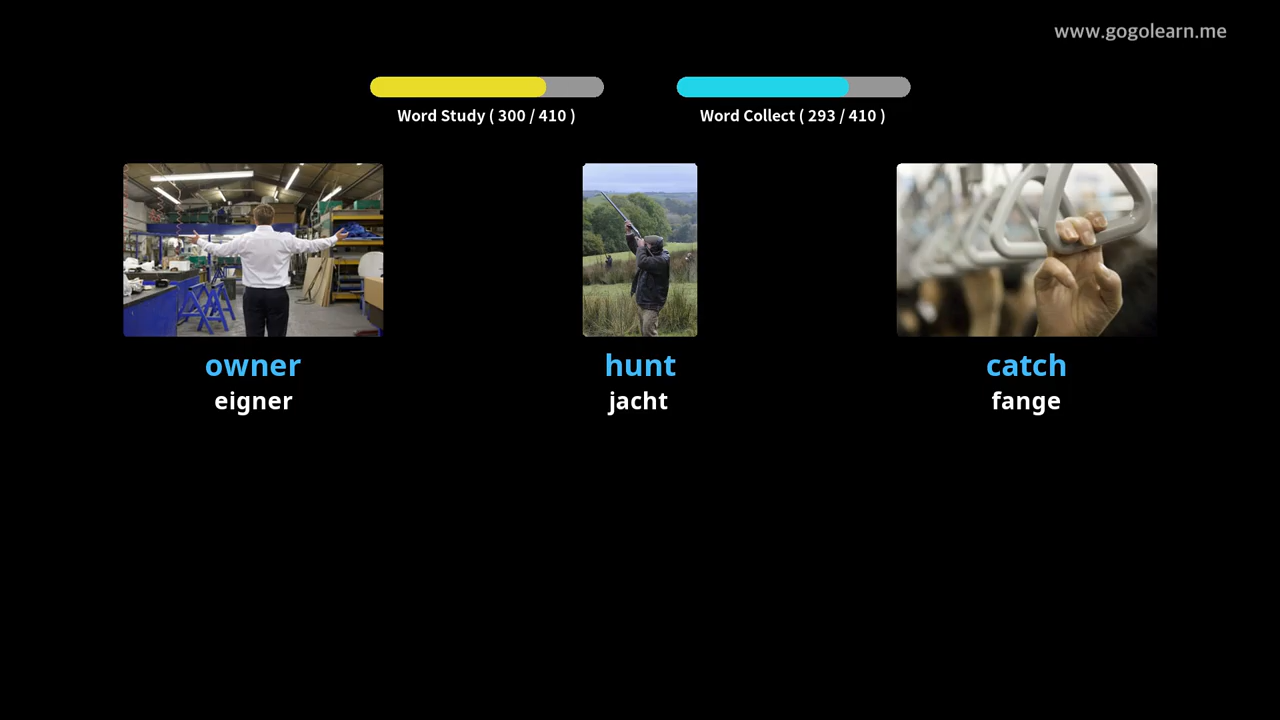 www.gogolearn.me
Word Study ( 300 / 410 )
Word Collect ( 293 / 410 )
owner
eigner
hunt
jacht
catch
fange